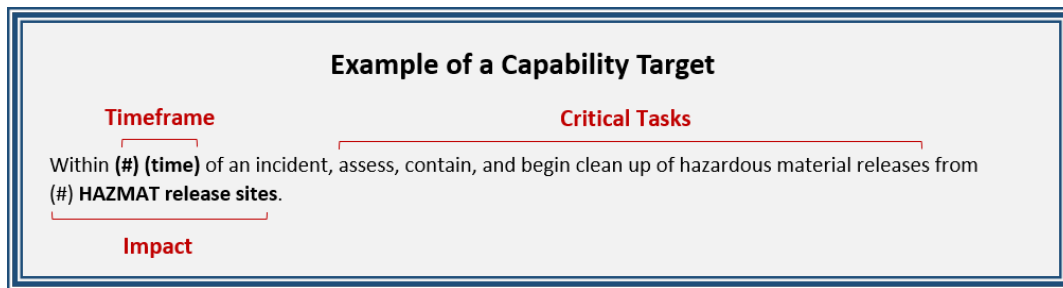 Example of a Capability Target
Timeframe
Critical Tasks
Within (#) (time) of an incident, assess, contain, and begin clean up of hazardous material releases from
(#) HAZMAT release sites.
Impact